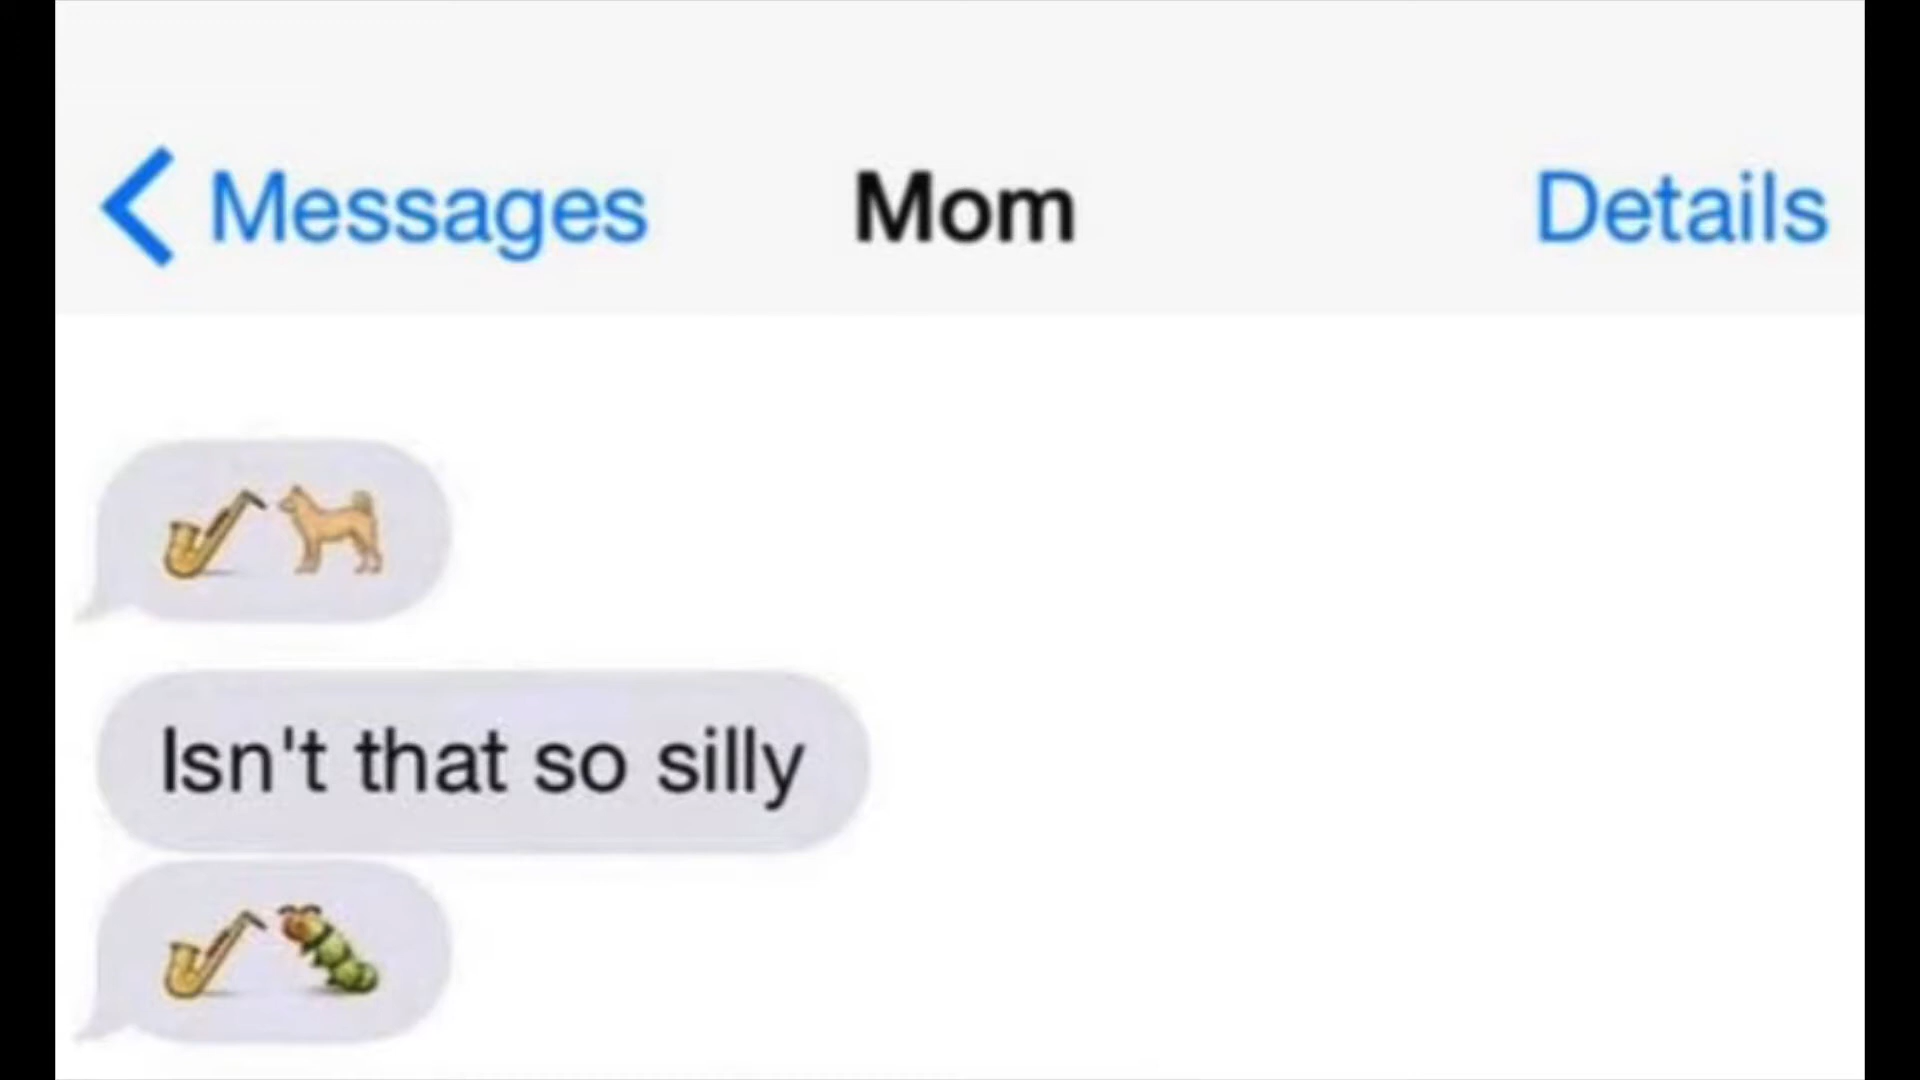 Messages Mom Details
🎷🐕
Isn't that so silly
🎷🐛